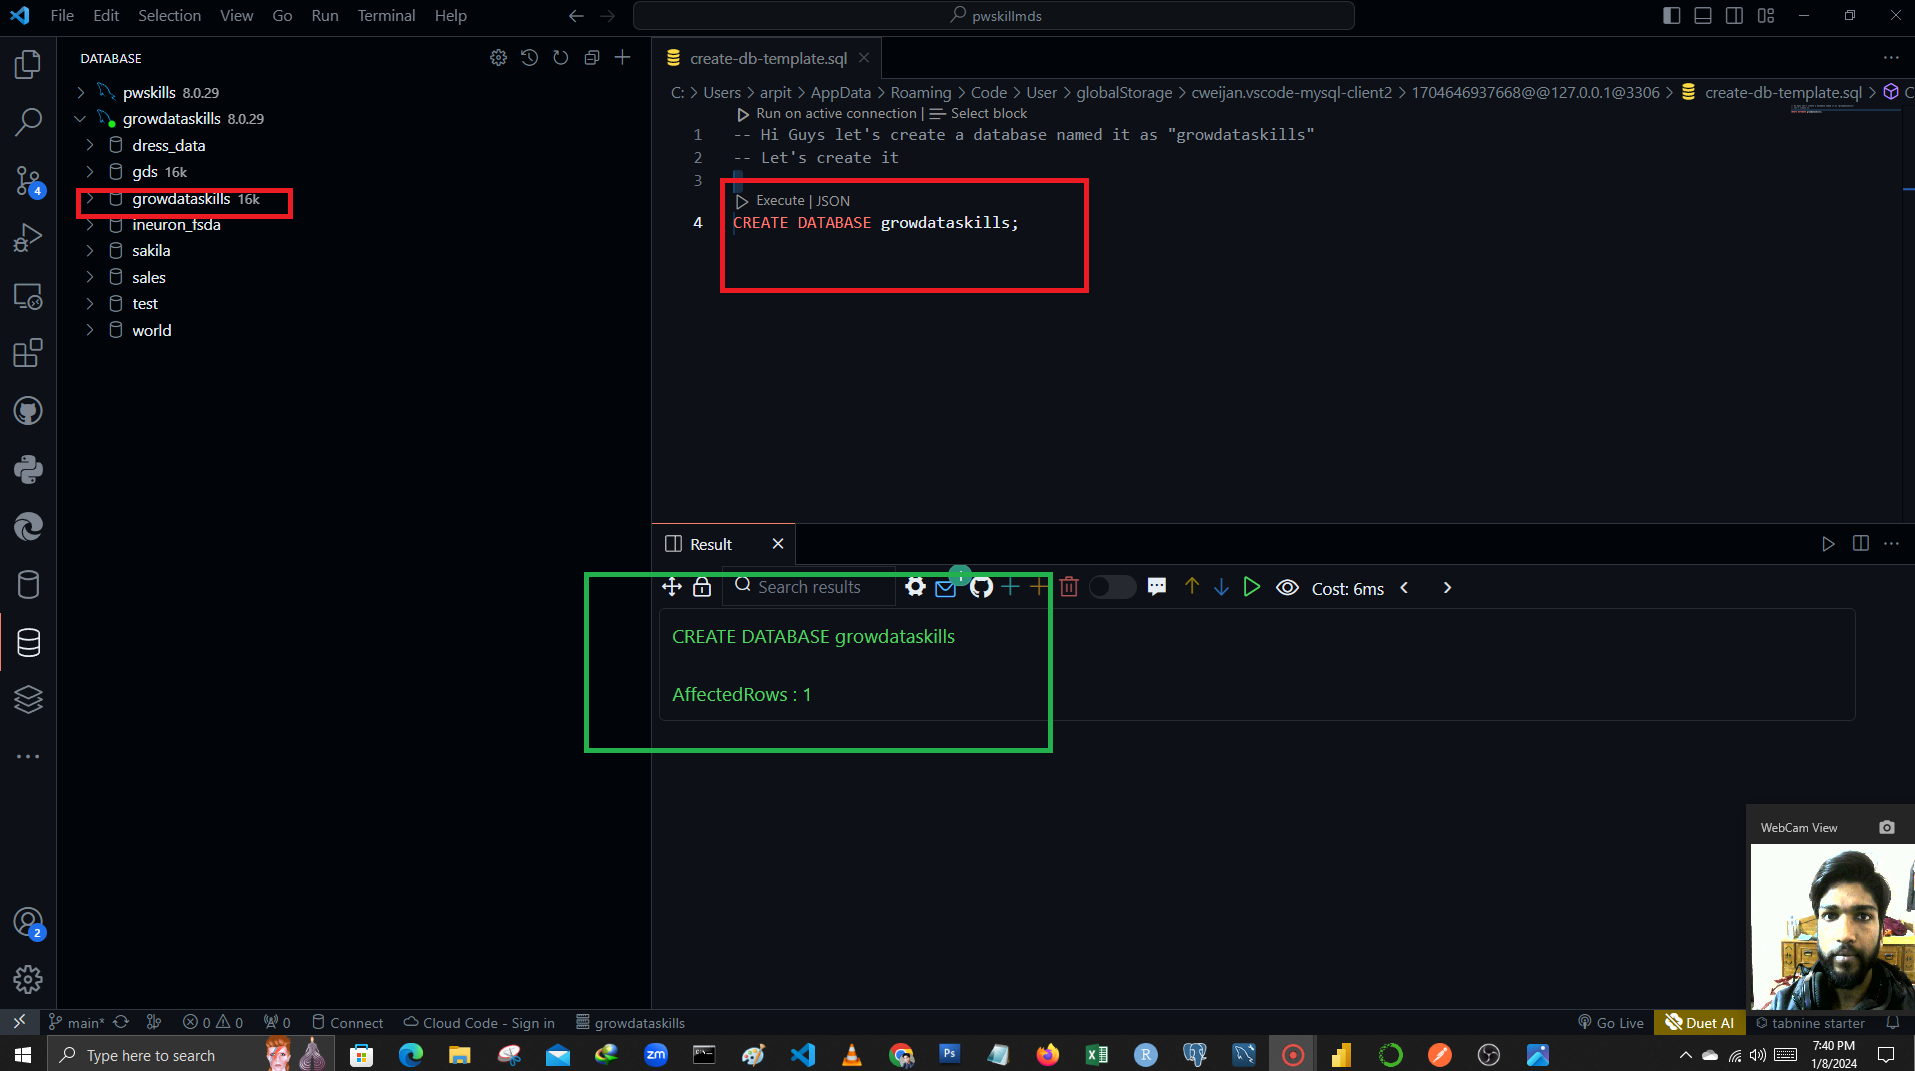 File Edit Selection View Go Run Terminal Help
pwskillmds
DATABASE
pwskills 8.0.29
growdataskills 8.0.29
dress_data
gds 16k
growdataskills 16k
ineuron_fsda
sakila
sales
test
world
create-db-template.sql
C: > Users > arpit > AppData > Roaming > Code > User > globalStorage > cweijan.vscode-mysql-client2 > 1704646937668@@127.0.0.1@3306 > create-db-template.sql > C
Run on active connection | Select block
1 -- Hi Guys let's create a database named it as "growdataskills"
2 -- Let's create it
3
Execute | JSON
4 CREATE DATABASE growdataskills;
Result
Search results
Cost: 6ms
CREATE DATABASE growdataskills
AffectedRows : 1
4
2
WebCam View
main* 0 0 0 Connect Cloud Code - Sign in growdataskills
Go Live Duet AI tabnine starter
Type here to search
zm
Ps
R
7:40 PM
1/8/2024